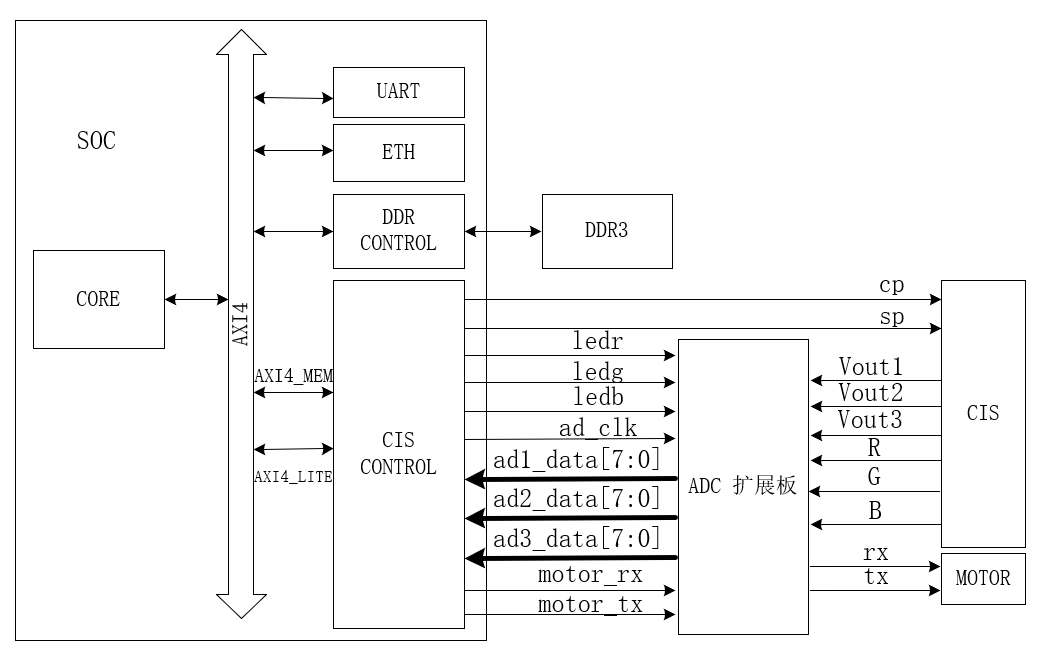 UART
SOC
ETH
DDR
CONTROL
DDR3
CORE
AXI4
AXI4_MEM
AXI4_LITE
CIS
CONTROL
cp
sp
ledr
ledg
ledb
ad_clk
ad1_data[7:0]
ad2_data[7:0]
ad3_data[7:0]
motor_rx
motor_tx
ADC 扩展板
Vout1
Vout2
Vout3
R
G
B
rx
tx
CIS
MOTOR